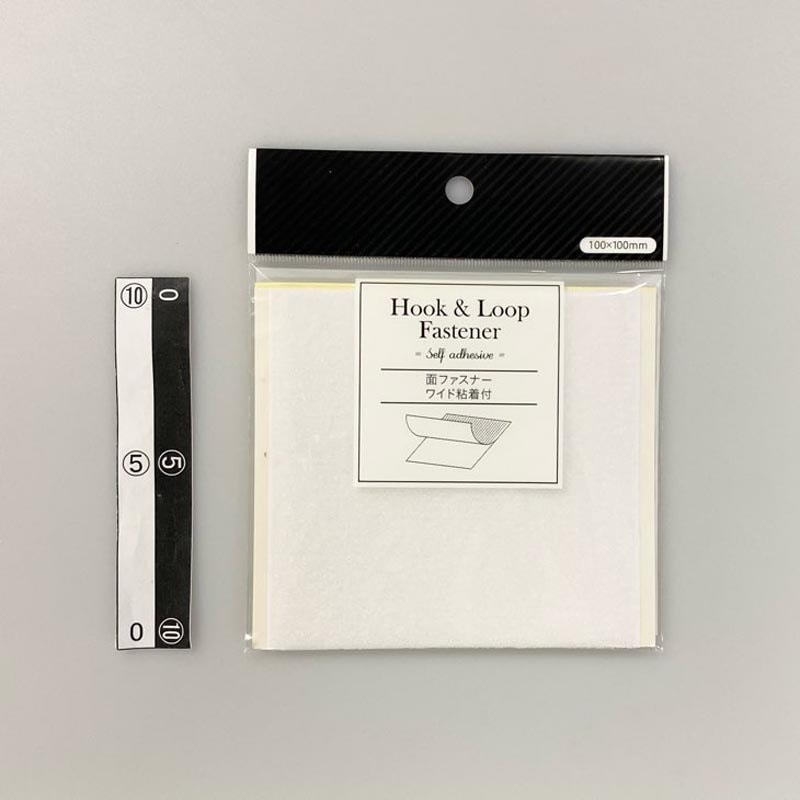 100×100mm
Hook & Loop
Fastener
= Self adhesive =
面ファスナー
ワイド粘着付
⑩ 0
⑤ ⑤
0 ⑩